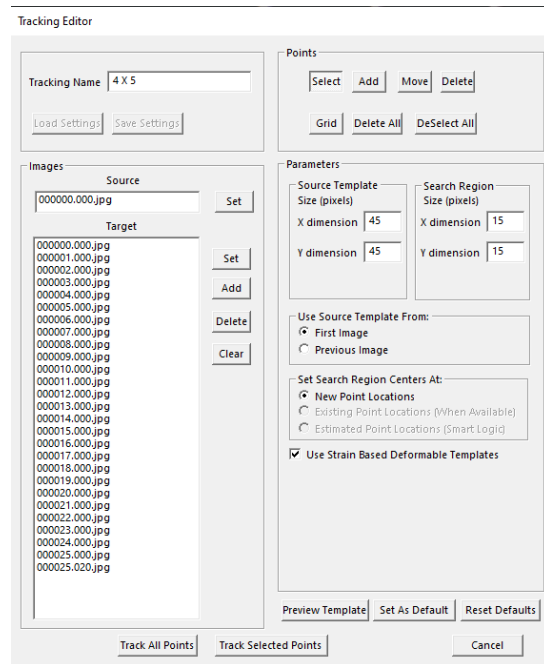 Tracking Editor
Tracking Name 4 X 5
Load Settings Save Settings
Points
Select Add Move Delete
Grid Delete All DeSelect All
Images
Source
000000.000.jpg Set
Target
000000.000.jpg
000001.000.jpg
000002.000.jpg
000003.000.jpg
000004.000.jpg
000005.000.jpg
000006.000.jpg
000007.000.jpg
000008.000.jpg
000009.000.jpg
000010.000.jpg
000011.000.jpg
000012.000.jpg
000013.000.jpg
000014.000.jpg
000015.000.jpg
000016.000.jpg
000017.000.jpg
000018.000.jpg
000019.000.jpg
000020.000.jpg
000021.000.jpg
000022.000.jpg
000023.000.jpg
000024.000.jpg
000025.000.jpg
000025.020.jpg
Set
Add
Delete
Clear
Parameters
Source Template
Size (pixels)
X dimension 45
Y dimension 45
Search Region
Size (pixels)
X dimension 15
Y dimension 15
Use Source Template From:
First Image
Previous Image
Set Search Region Centers At:
New Point Locations
Existing Point Locations (When Available)
Estimated Point Locations (Smart Logic)
Use Strain Based Deformable Templates
Preview Template Set As Default Reset Defaults
Track All Points Track Selected Points Cancel